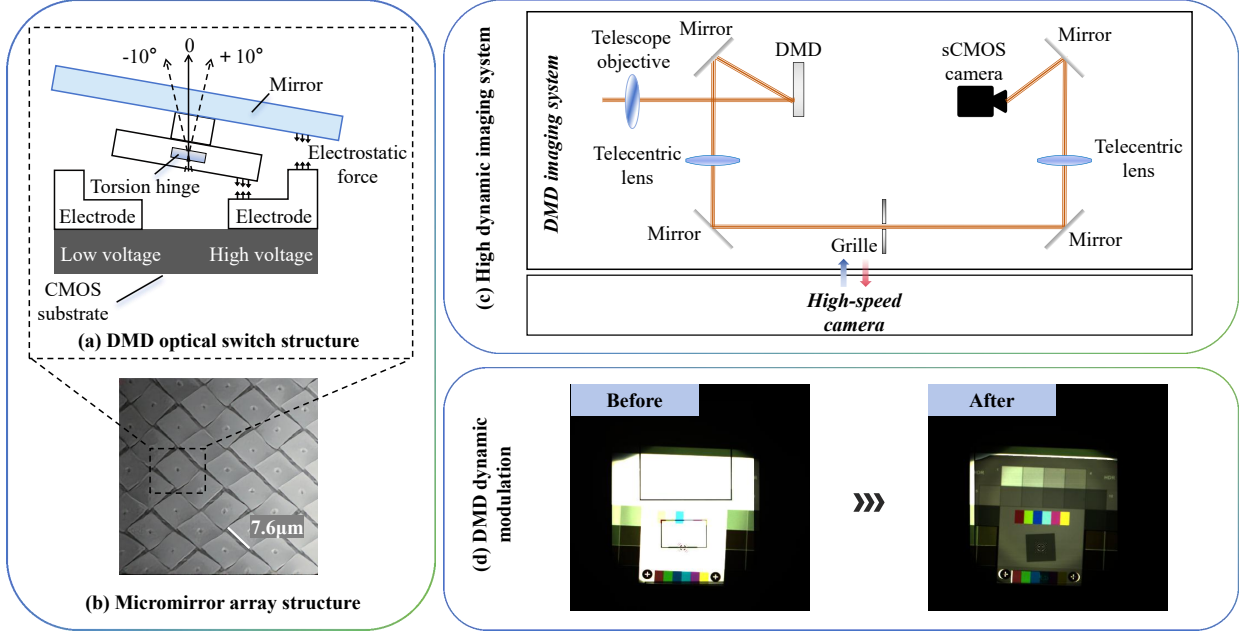 -10°
0
+ 10°
Mirror
Electrostatic
force
Torsion hinge
Electrode
Electrode
Low voltage
High voltage
CMOS
substrate
(a) DMD optical switch structure
7.6μm
(b) Micromirror array structure
(c) High dynamic imaging system
DMD imaging system
Telescope
objective
Mirror
DMD
sCMOS
camera
Mirror
Telecentric
lens
Telecentric
lens
Mirror
Grille
Mirror
High-speed
camera
(d) DMD dynamic
modulation
Before
After